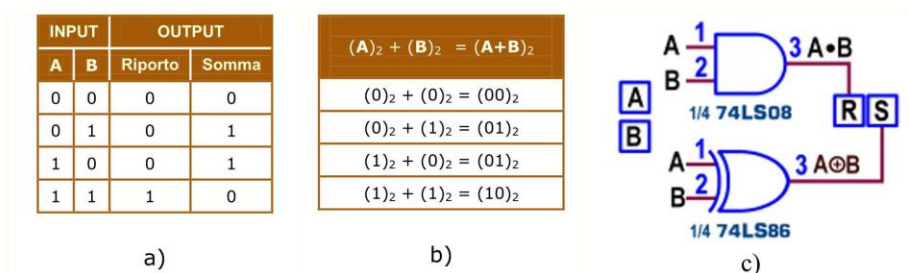 INPUT OUTPUT
A B Riporto Somma
0 0 0 0
0 1 0 1
1 0 0 1
1 1 1 0
a)
(A)₂ + (B)₂ = (A+B)₂
(0)₂ + (0)₂ = (00)₂
(0)₂ + (1)₂ = (01)₂
(1)₂ + (0)₂ = (01)₂
(1)₂ + (1)₂ = (10)₂
b)
A 1
B 2
3 A•B
1/4 74LS08
A
B
R S
A 1
B 2
3 A⊕B
1/4 74LS86
c)